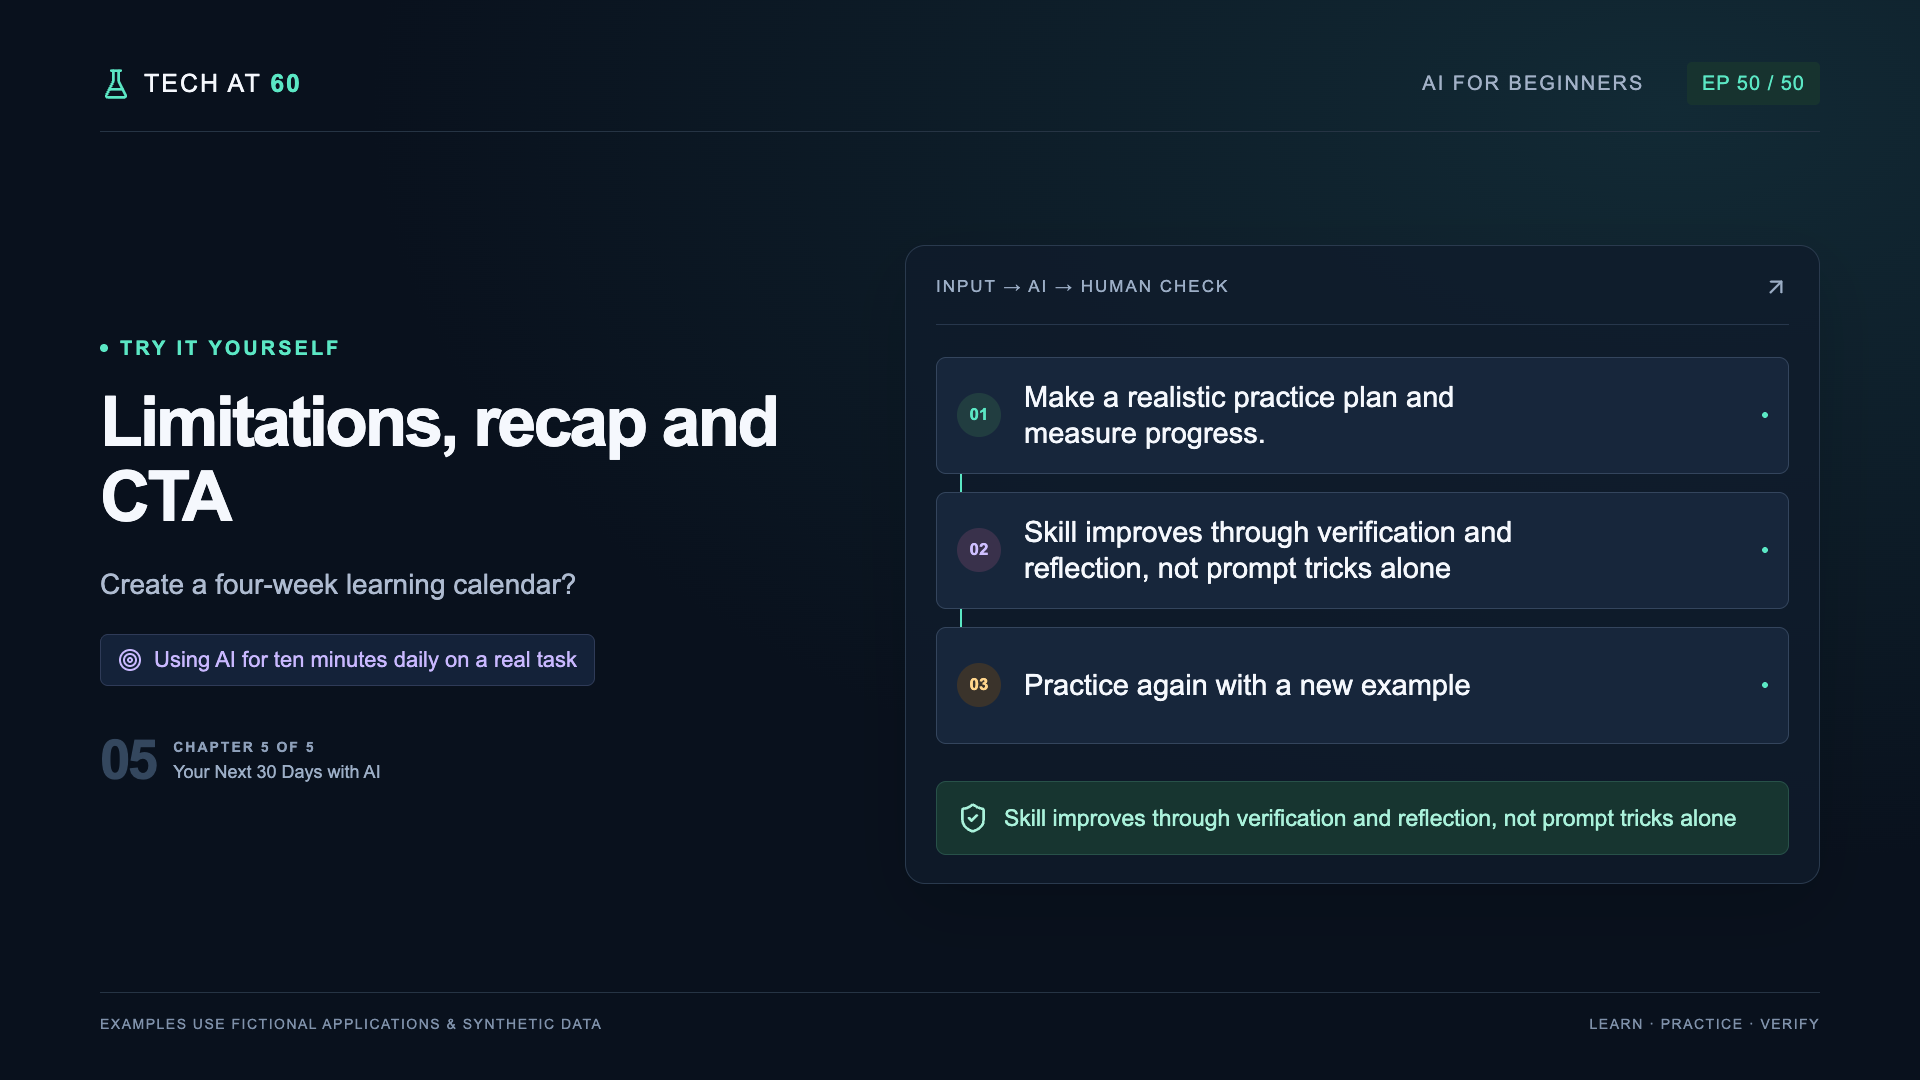 TECH AT 60
AI FOR BEGINNERS
EP 50 / 50
TRY IT YOURSELF
Limitations, recap and
CTA
Create a four-week learning calendar?
Using AI for ten minutes daily on a real task
05
CHAPTER 5 OF 5
Your Next 30 Days with AI
INPUT → AI → HUMAN CHECK
01
Make a realistic practice plan and
measure progress.
02
Skill improves through verification and
reflection, not prompt tricks alone
03
Practice again with a new example
Skill improves through verification and reflection, not prompt tricks alone
EXAMPLES USE FICTIONAL APPLICATIONS & SYNTHETIC DATA
LEARN · PRACTICE · VERIFY